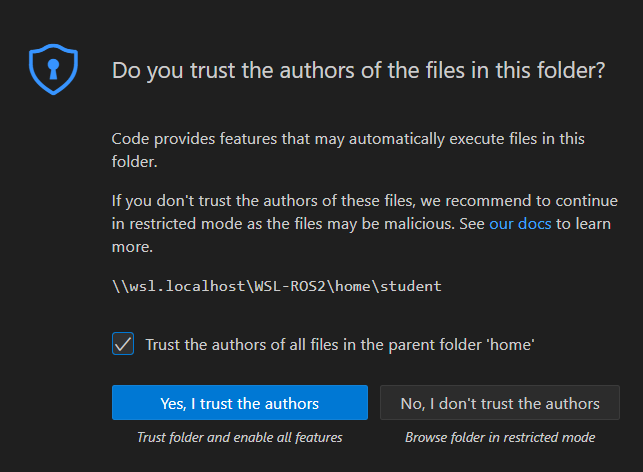 Do you trust the authors of the files in this folder?
Code provides features that may automatically execute files in this
folder.
If you don't trust the authors of these files, we recommend to continue
in restricted mode as the files may be malicious. See our docs to learn
more.
\\wsl.localhost\WSL-ROS2\home\student
Trust the authors of all files in the parent folder 'home'
Yes, I trust the authors
No, I don't trust the authors
Trust folder and enable all features
Browse folder in restricted mode